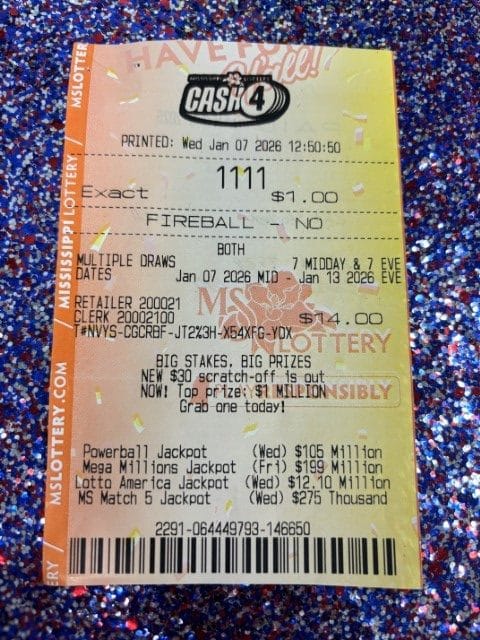 HAVE FUN
Y'all!
MISSISSIPPI LOTTERY
CASH 4
PRINTED: Wed Jan 07 2026 12:50:50
1111
Exact $1.00
FIREBALL - NO
BOTH
MULTIPLE DRAWS 7 MIDDAY & 7 EVE
DATES Jan 07 2026 MID - Jan 13 2026 EVE
RETAILER 200021
CLERK 20002100 $14.00
T#NVYS-CGCRBF-JT2%3H-X54XFG-YDX
MS
LOTTERY
BIG STAKES, BIG PRIZES
NEW $30 scratch-off is out
NOW! Top prize: $1 MILLION
Grab one today!
Powerball Jackpot (Wed) $105 Million
Mega Millions Jackpot (Fri) $199 Million
Lotto America Jackpot (Wed) $12.10 Million
MS Match 5 Jackpot (Wed) $275 Thousand
2291-064449793-146650
MSLOTTER
MISSISSIPPI LOTTERY /
MSLOTTERY.COM /
ERY /